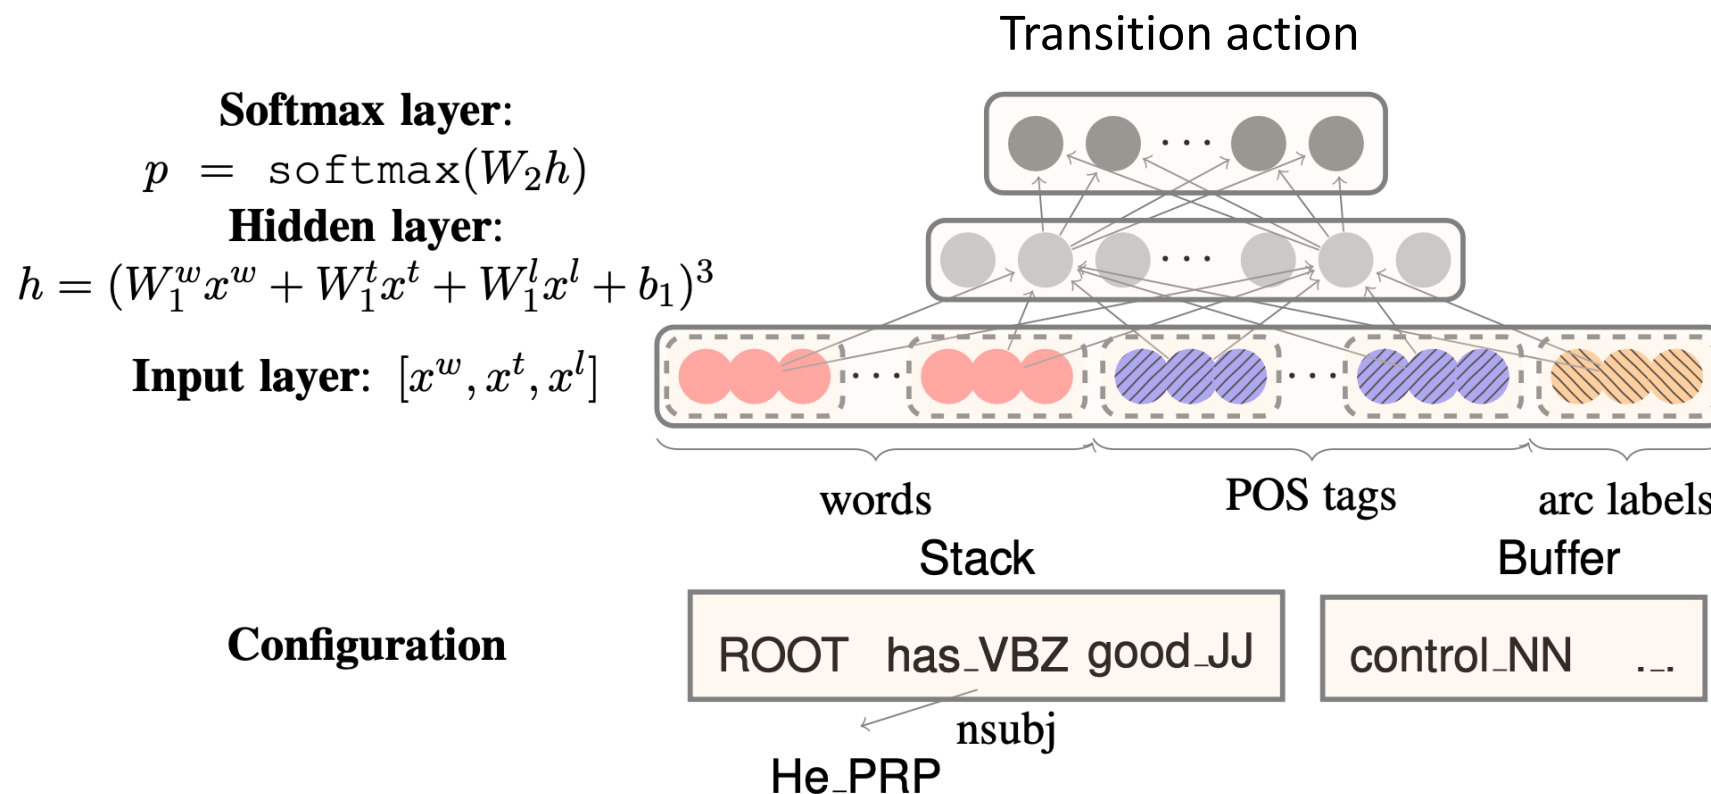 Transition action
Softmax layer:
p = softmax(W₂h)
Hidden layer:
h = (W₁ʷxʷ + W₁ᵗxᵗ + W₁ˡxˡ + b₁)³
Input layer: [xʷ, xᵗ, xˡ]
words POS tags arc labels
Stack Buffer
Configuration
ROOT has_VBZ good_JJ control_NN ._.
nsubj
He_PRP